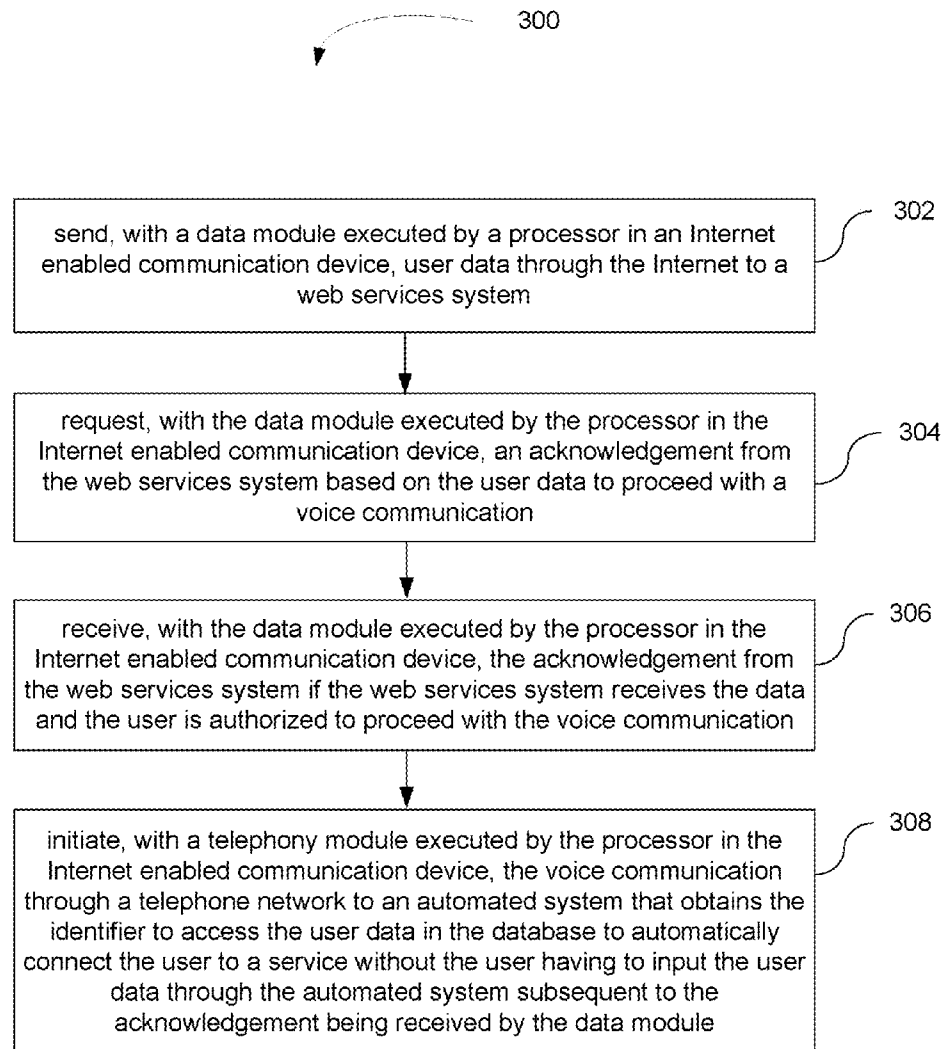 300
302
send, with a data module executed by a processor in an Internet
enabled communication device, user data through the Internet to a
web services system
304
request, with the data module executed by the processor in the
Internet enabled communication device, an acknowledgement from
the web services system based on the user data to proceed with a
voice communication
306
receive, with the data module executed by the processor in the
Internet enabled communication device, the acknowledgement from
the web services system if the web services system receives the data
and the user is authorized to proceed with the voice communication
308
initiate, with a telephony module executed by the processor in the
Internet enabled communication device, the voice communication
through a telephone network to an automated system that obtains the
identifier to access the user data in the database to automatically
connect the user to a service without the user having to input the user
data through the automated system subsequent to the
acknowledgement being received by the data module